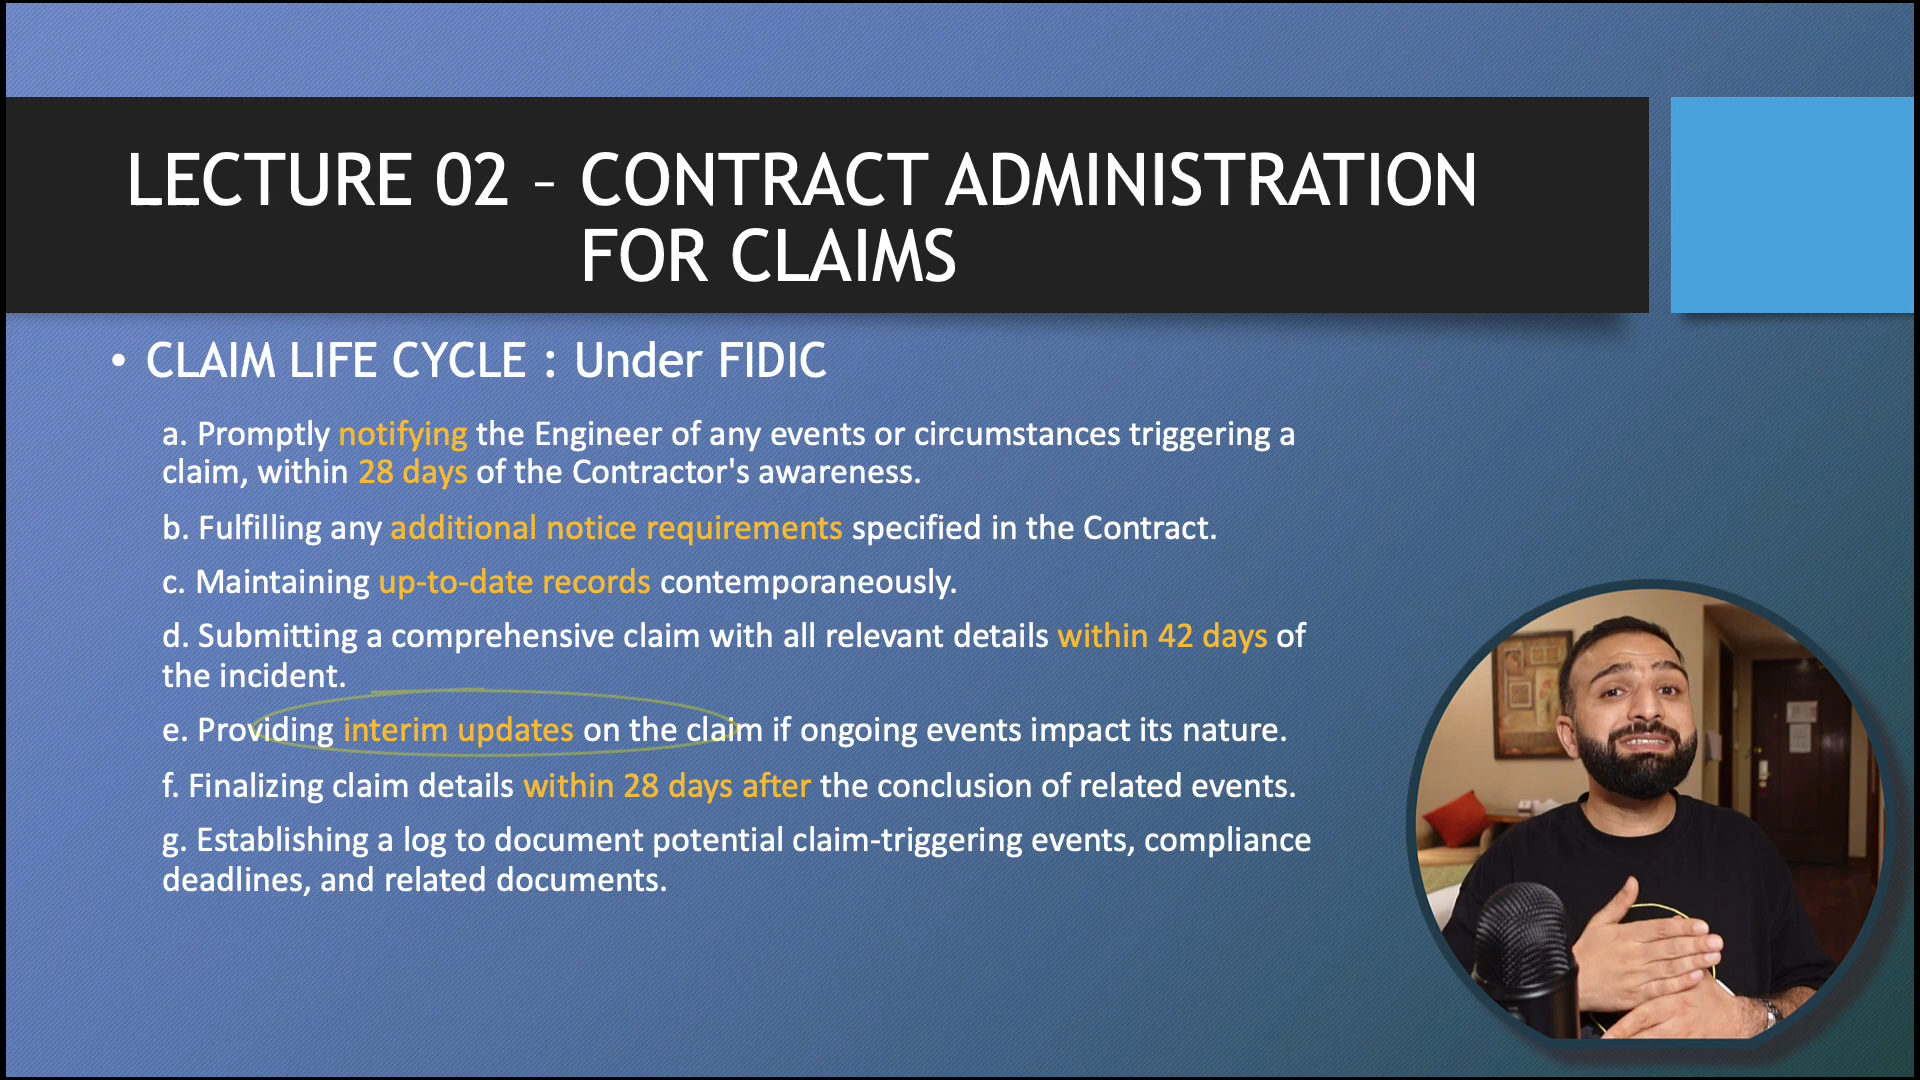 LECTURE 02 – CONTRACT ADMINISTRATION
FOR CLAIMS
• CLAIM LIFE CYCLE : Under FIDIC
a. Promptly notifying the Engineer of any events or circumstances triggering a
claim, within 28 days of the Contractor's awareness.
b. Fulfilling any additional notice requirements specified in the Contract.
c. Maintaining up-to-date records contemporaneously.
d. Submitting a comprehensive claim with all relevant details within 42 days of
the incident.
e. Providing interim updates on the claim if ongoing events impact its nature.
f. Finalizing claim details within 28 days after the conclusion of related events.
g. Establishing a log to document potential claim-triggering events, compliance
deadlines, and related documents.